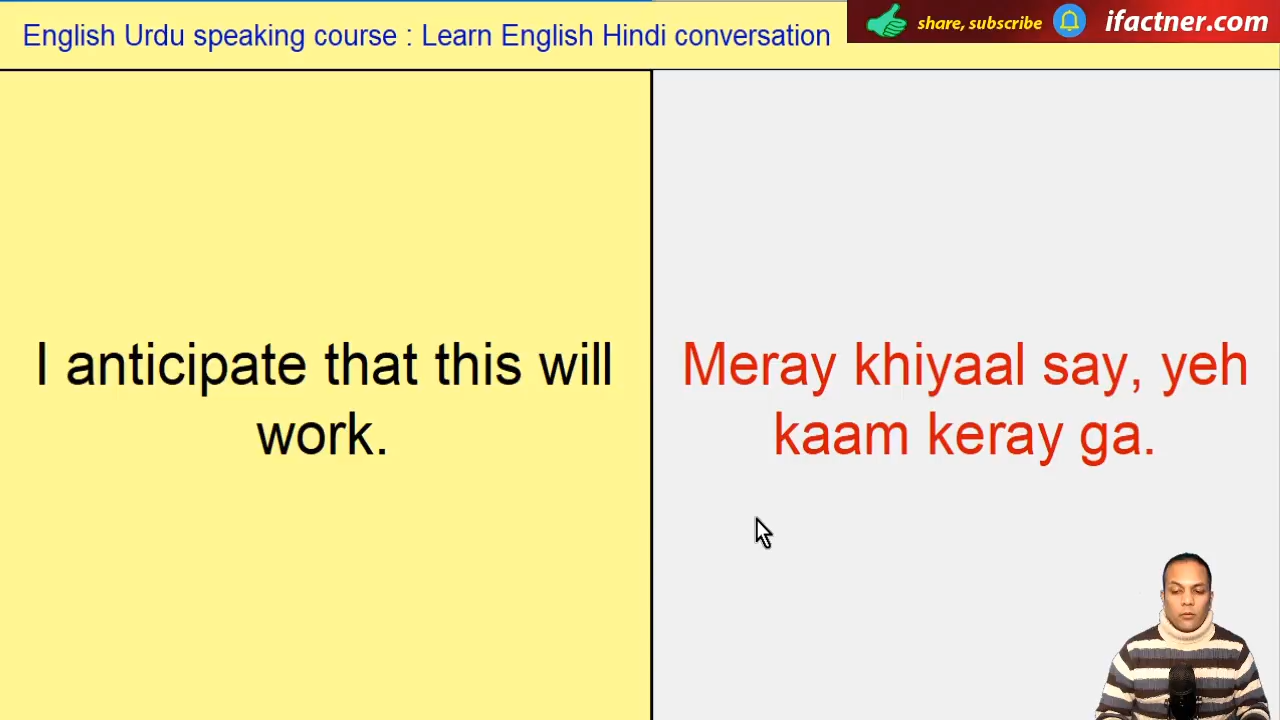 English Urdu speaking course : Learn English Hindi conversation
share, subscribe
ifactner.com
I anticipate that this will
work.
Meray khiyaal say, yeh
kaam keray ga.